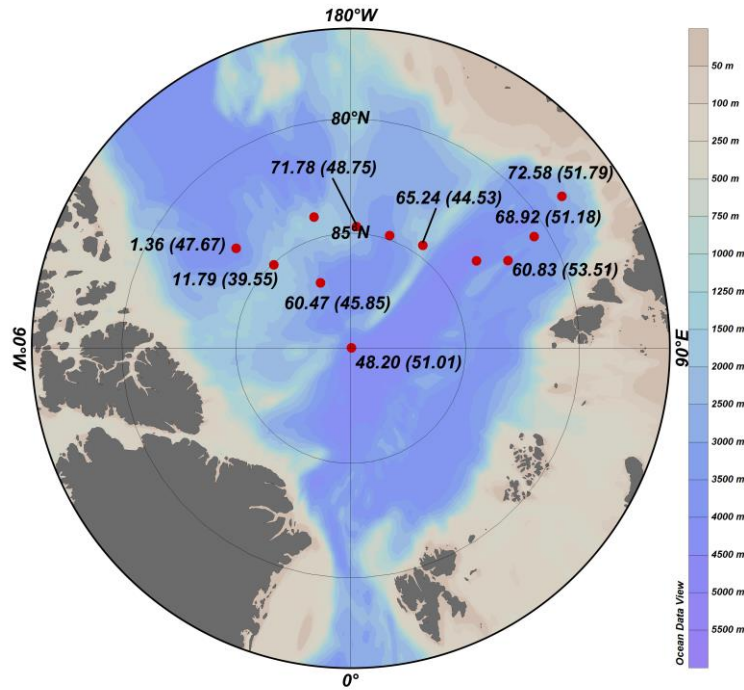 180°W
80°N
71.78 (48.75)
72.58 (51.79)
65.24 (44.53)
68.92 (51.18)
85°N
1.36 (47.67)
11.79 (39.55)
60.83 (53.51)
60.47 (45.85)
48.20 (51.01)
90°W
90°E
0°
50 m
100 m
250 m
500 m
750 m
1000 m
1250 m
1500 m
1750 m
2000 m
2500 m
3000 m
3500 m
4000 m
4500 m
5000 m
5500 m
Ocean Data View